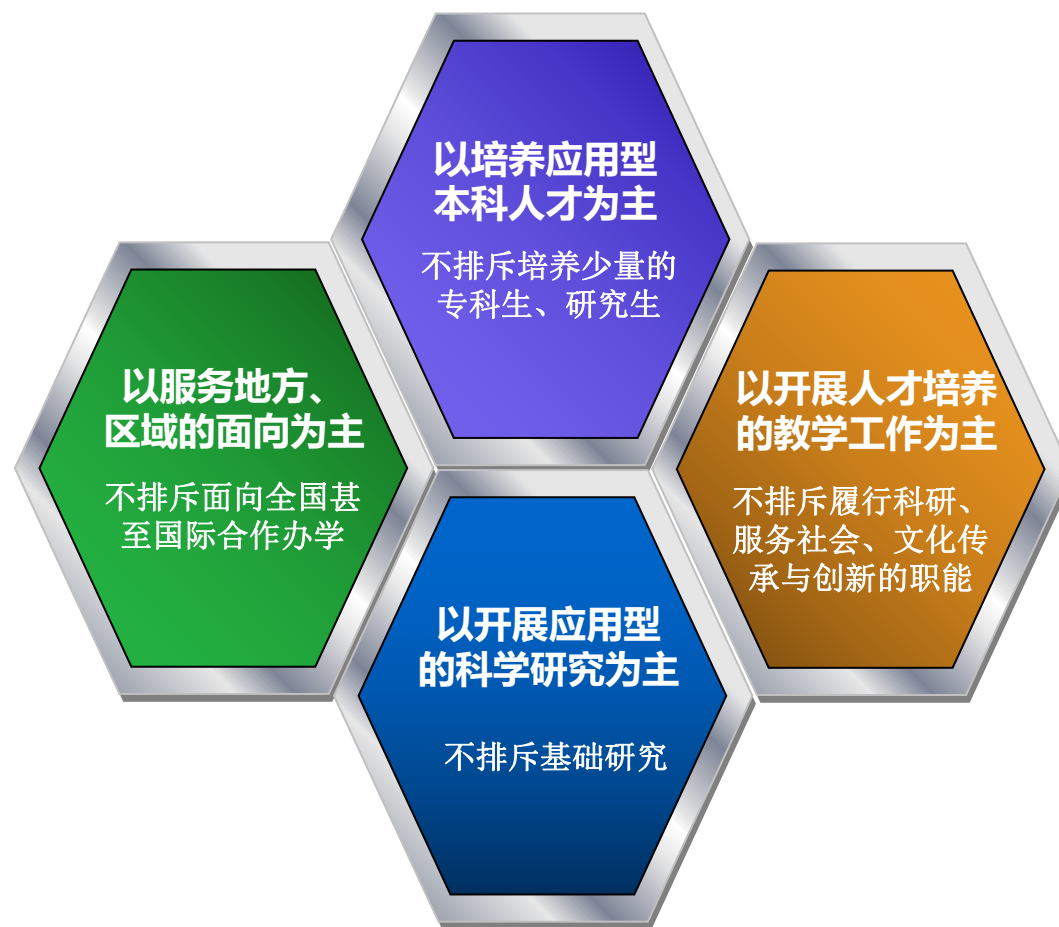 以培养应用型
本科人才为主
不排斥培养少量的
专科生、研究生
以服务地方、
区域的面向为主
不排斥面向全国甚
至国际合作办学
以开展人才培养
的教学工作为主
不排斥履行科研、
服务社会、文化传
承与创新的职能
以开展应用型
的科学研究为主
不排斥基础研究